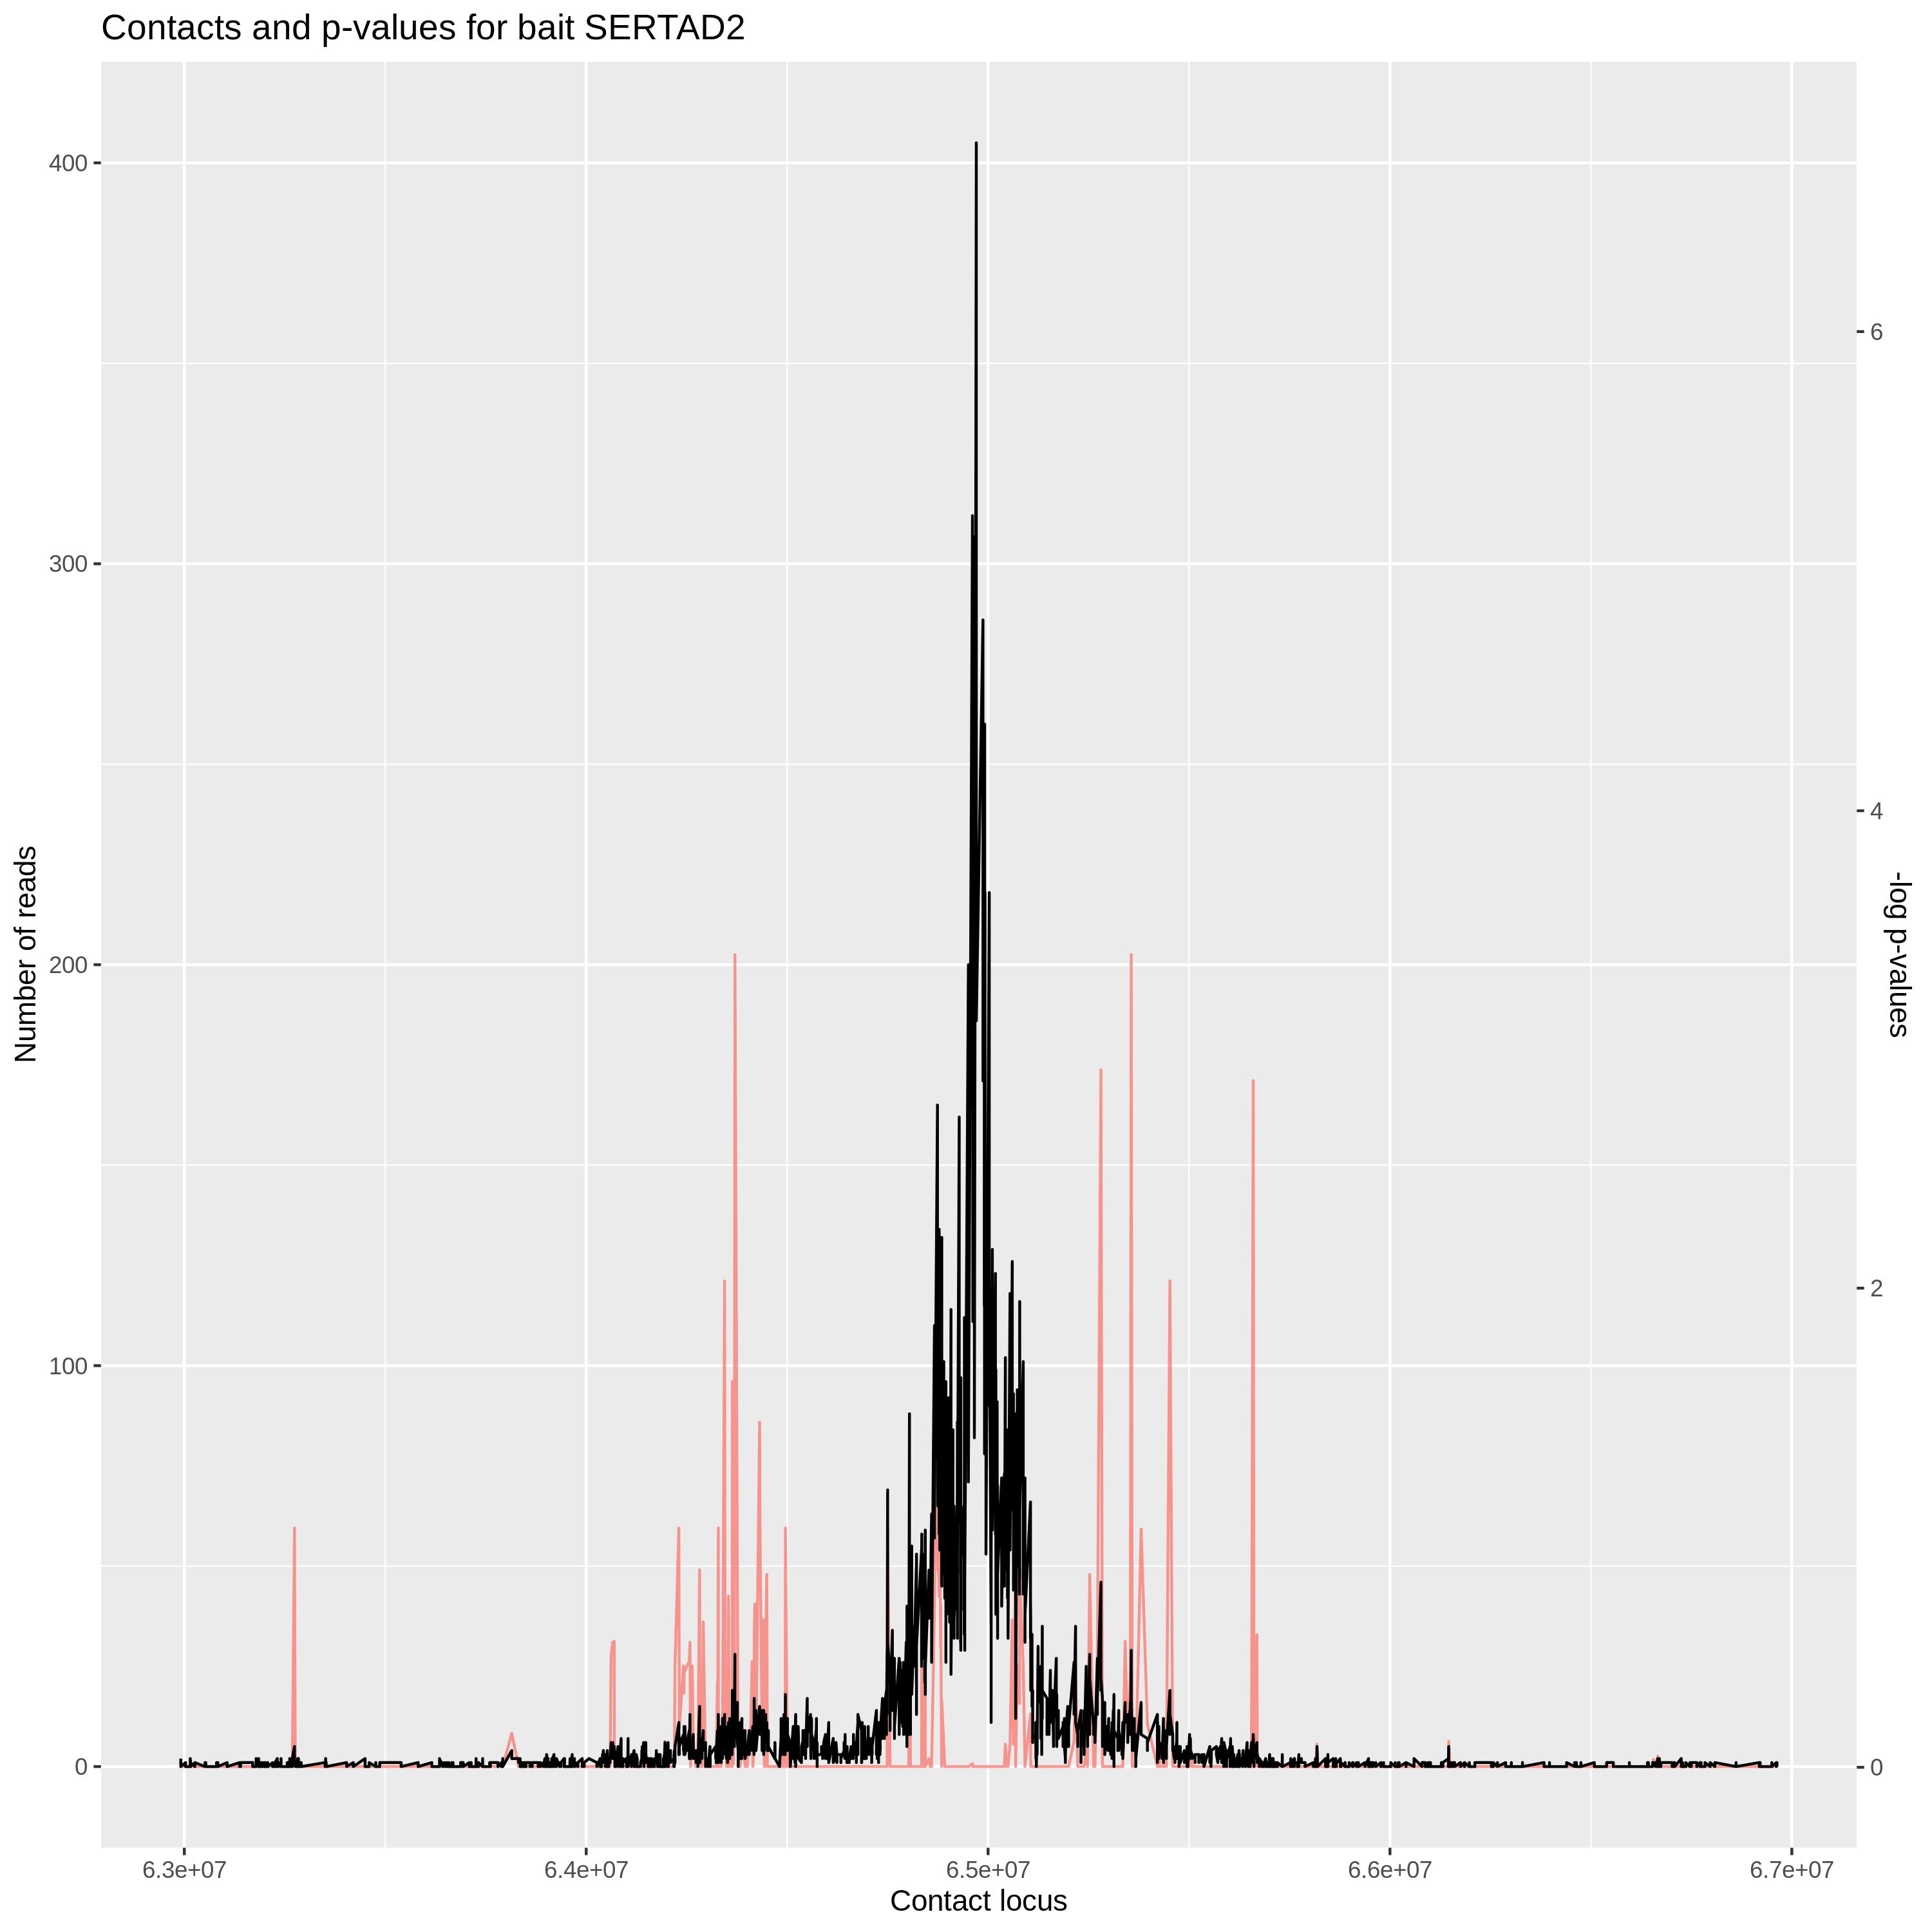 Contacts and p-values for bait SERTAD2
400
300
200
100
0
Number of reads
6
4
2
0
-log p-values
6.3e+07
6.4e+07
6.5e+07
6.6e+07
6.7e+07
Contact locus